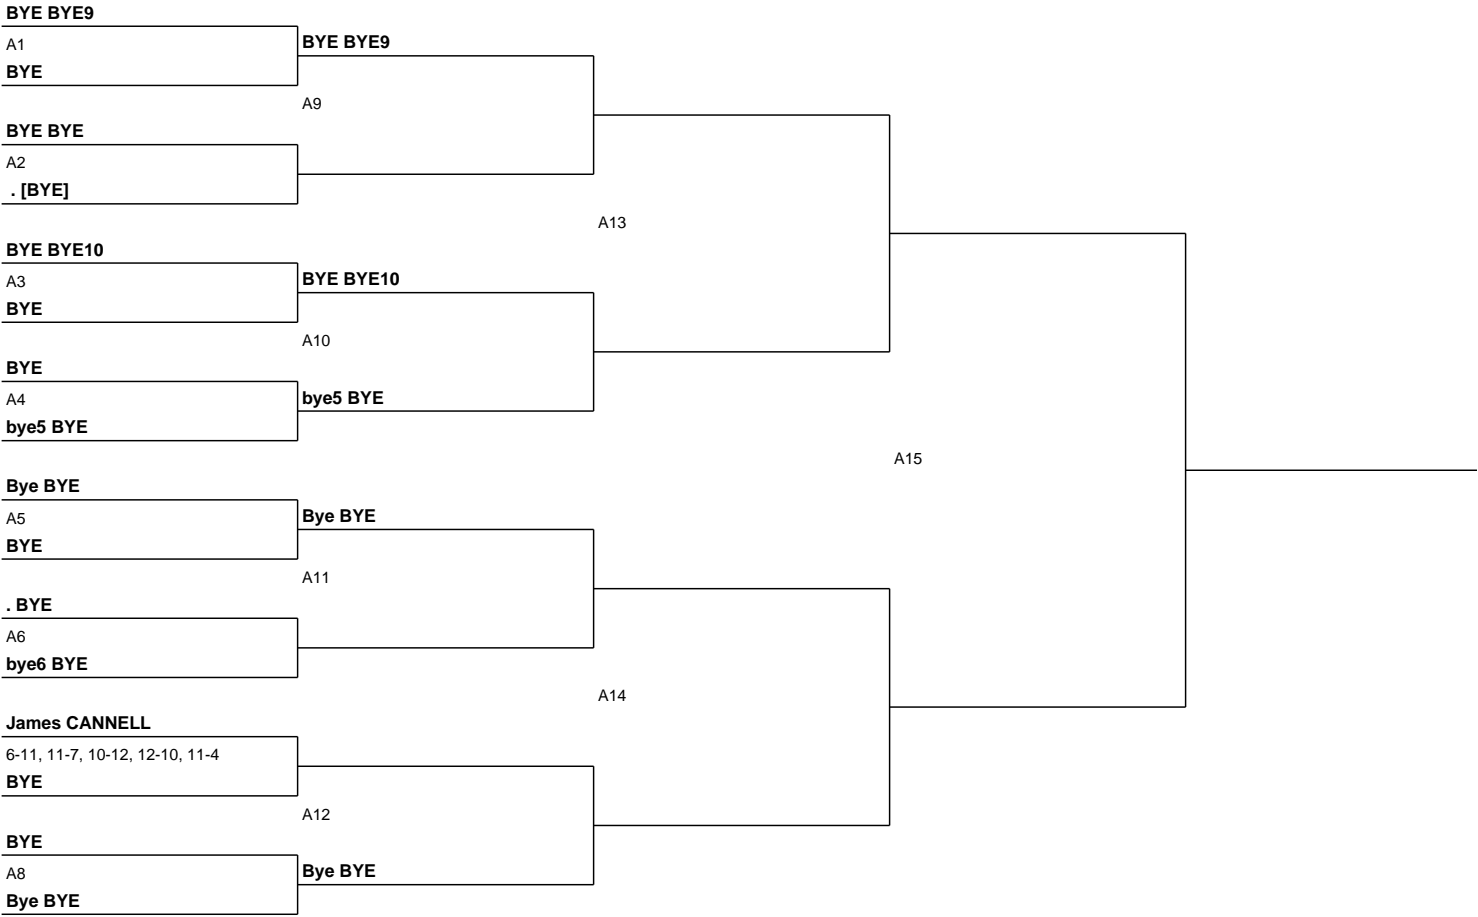 BYE BYE9
A1
BYE
BYE BYE9
A9
BYE BYE
A2
. [BYE]
A13
BYE BYE10
A3
BYE
BYE BYE10
A10
BYE
A4
bye5 BYE
bye5 BYE
A15
Bye BYE
A5
BYE
Bye BYE
A11
. BYE
A6
bye6 BYE
A14
James CANNELL
6-11, 11-7, 10-12, 12-10, 11-4
BYE
A12
BYE
A8
Bye BYE
Bye BYE